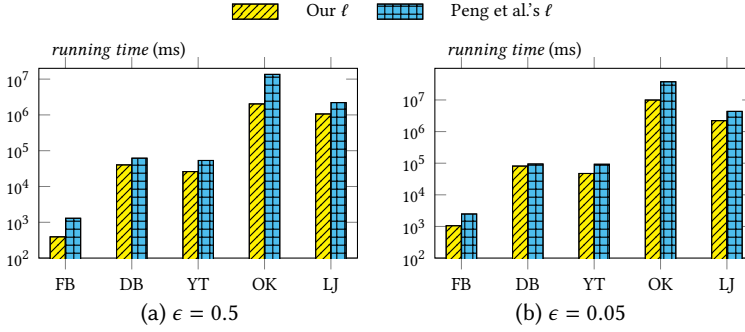 Our ℓ Peng et al.'s ℓ
running time (ms)
10^7
10^6
10^5
10^4
10^3
10^2
FB DB YT OK LJ
(a) ϵ = 0.5
running time (ms)
10^7
10^6
10^5
10^4
10^3
10^2
FB DB YT OK LJ
(b) ϵ = 0.05